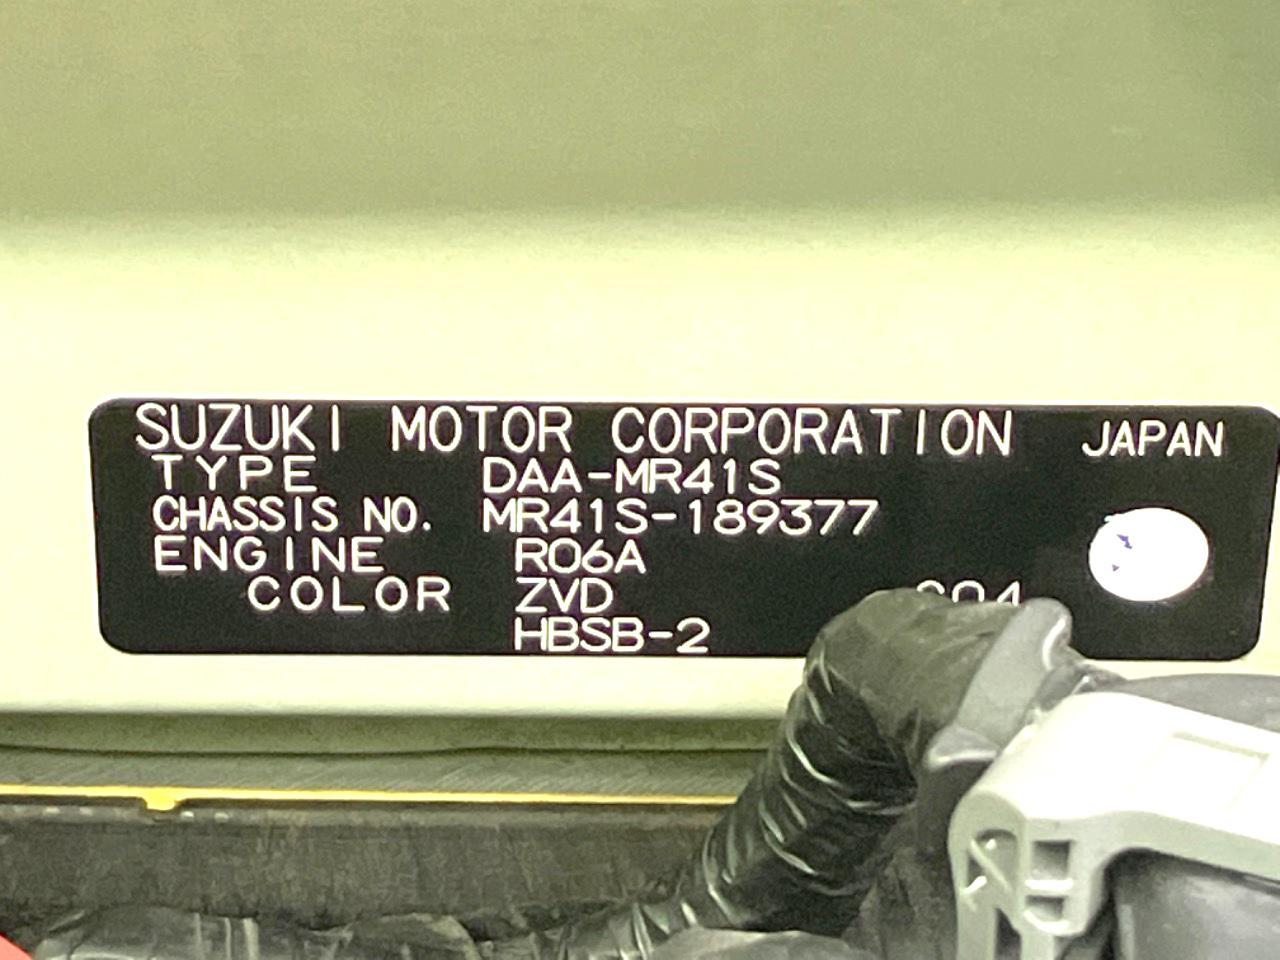 SUZUKI MOTOR CORPORATION JAPAN
TYPE DAA-MR41S
CHASSIS NO. MR41S-189377
ENGINE R06A
COLOR ZVD
HBSB-2